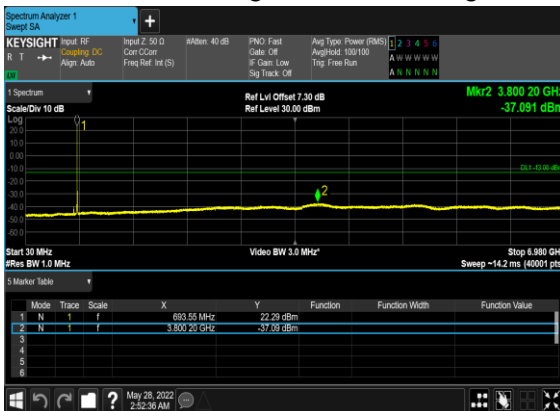 Spectrum Analyzer 1
Swept SA
KEYSIGHT Input: RF Input Z: 50 Ω #Atten: 40 dB PNO: Fast Avg Type: Power (RMS) 1 2 3 4 5 6
R T Coupling: DC Corr CCorr Gate: Off Avg|Hold: 100/100 A W W W W W
Align: Auto Freq Ref: Int (S) IF Gain: Low Trig: Free Run
LV Sig Track: Off A N N N N N
1 Spectrum
Ref Lvl Offset 7.30 dB Mkr2 3.800 20 GHz
Scale/Div 10 dB Ref Level 30.00 dBm -37.091 dBm
Log
20.0
1
10.0
0.00
-10.0
DL1 -13.00 dBm
-20.0
-30.0
2
-40.0
-50.0
-60.0
Start 30 MHz Video BW 3.0 MHz* Stop 6.980 GHz
#Res BW 1.0 MHz Sweep ~14.2 ms (40001 pts
5 Marker Table
Mode Trace Scale X Y Function Function Width Function Value
1 N 1 f 693.55 MHz 22.29 dBm
2 N 1 f 3.800 20 GHz -37.09 dBm
3
4
5
6
? May 28, 2022
2:52:36 AM